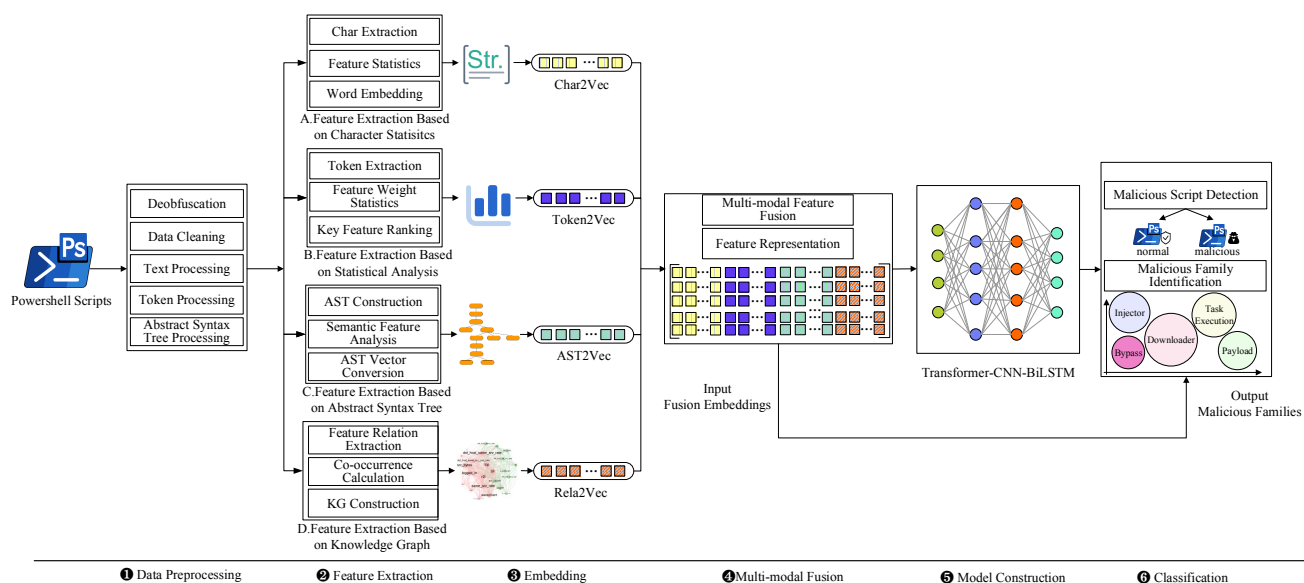 Powershell Scripts
Deobfuscation
Data Cleaning
Text Processing
Token Processing
Abstract Syntax
Tree Processing
Char Extraction
Feature Statistics
Word Embedding
A.Feature Extraction Based
on Character Statisitcs
Token Extraction
Feature Weight
Statistics
Key Feature Ranking
B.Feature Extraction Based
on Statistical Analysis
AST Construction
Semantic Feature
Analysis
AST Vector
Conversion
C.Feature Extraction Based
on Abstract Syntax Tree
Feature Relation
Extraction
Co-occurrence
Calculation
KG Construction
D.Feature Extraction Based
on Knowledge Graph
Str.
Char2Vec
Token2Vec
AST2Vec
Rela2Vec
Multi-modal Feature
Fusion
Feature Representation
Input
Fusion Embeddings
Transformer-CNN-BiLSTM
Malicious Script Detection
Ps
Ps
Ps
normal
malicious
Malicious Family
Identification
Injector
Task
Execution
Downloader
Bypass
Payload
Output
Malicious Families
❶ Data Preprocessing
❷ Feature Extraction
❸ Embedding
❹Multi-modal Fusion
❺ Model Construction
❻ Classification